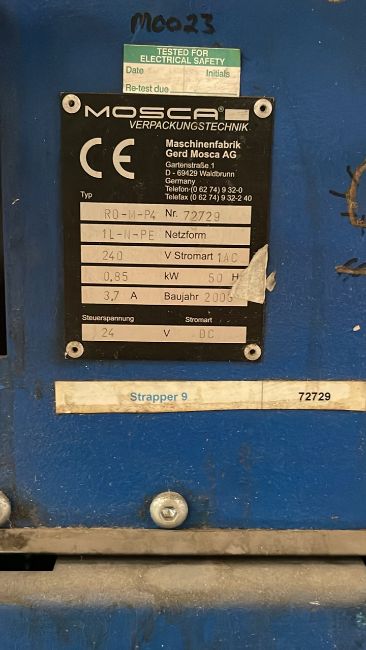 M0023
TESTED FOR
ELECTRICAL SAFETY
Date Initials
Re-test due
MOSCA®
VERPACKUNGSTECHNIK
CE
Maschinenfabrik
Gerd Mosca AG
Gartenstraße 1
D - 69429 Waldbrunn
Germany
Telefon-(0 62 74) 9 32-0
Telefax (0 62 74) 9 32-2 40
Typ
RO-M-P4 Nr. 72729
1L-N-PE Netzform
240 V Stromart 1AC
0,85 kW 50 H
3,7 A Baujahr
Steuerspannung Stromart
24 V DC
Strapper 9 72729